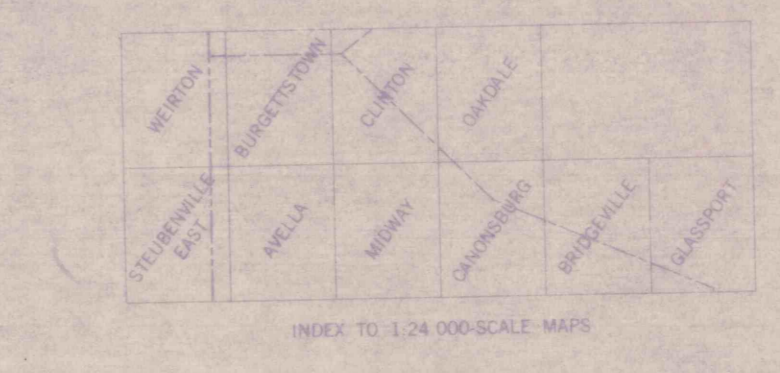 WEIRTON
BURGETTSTOWN
CLINTON
OAKDALE
STEUBENVILLE
EAST
AVELLA
MIDWAY
CANONSBURG
BRIDGEVILLE
GLASSPORT
INDEX TO 1:24 000-SCALE MAPS